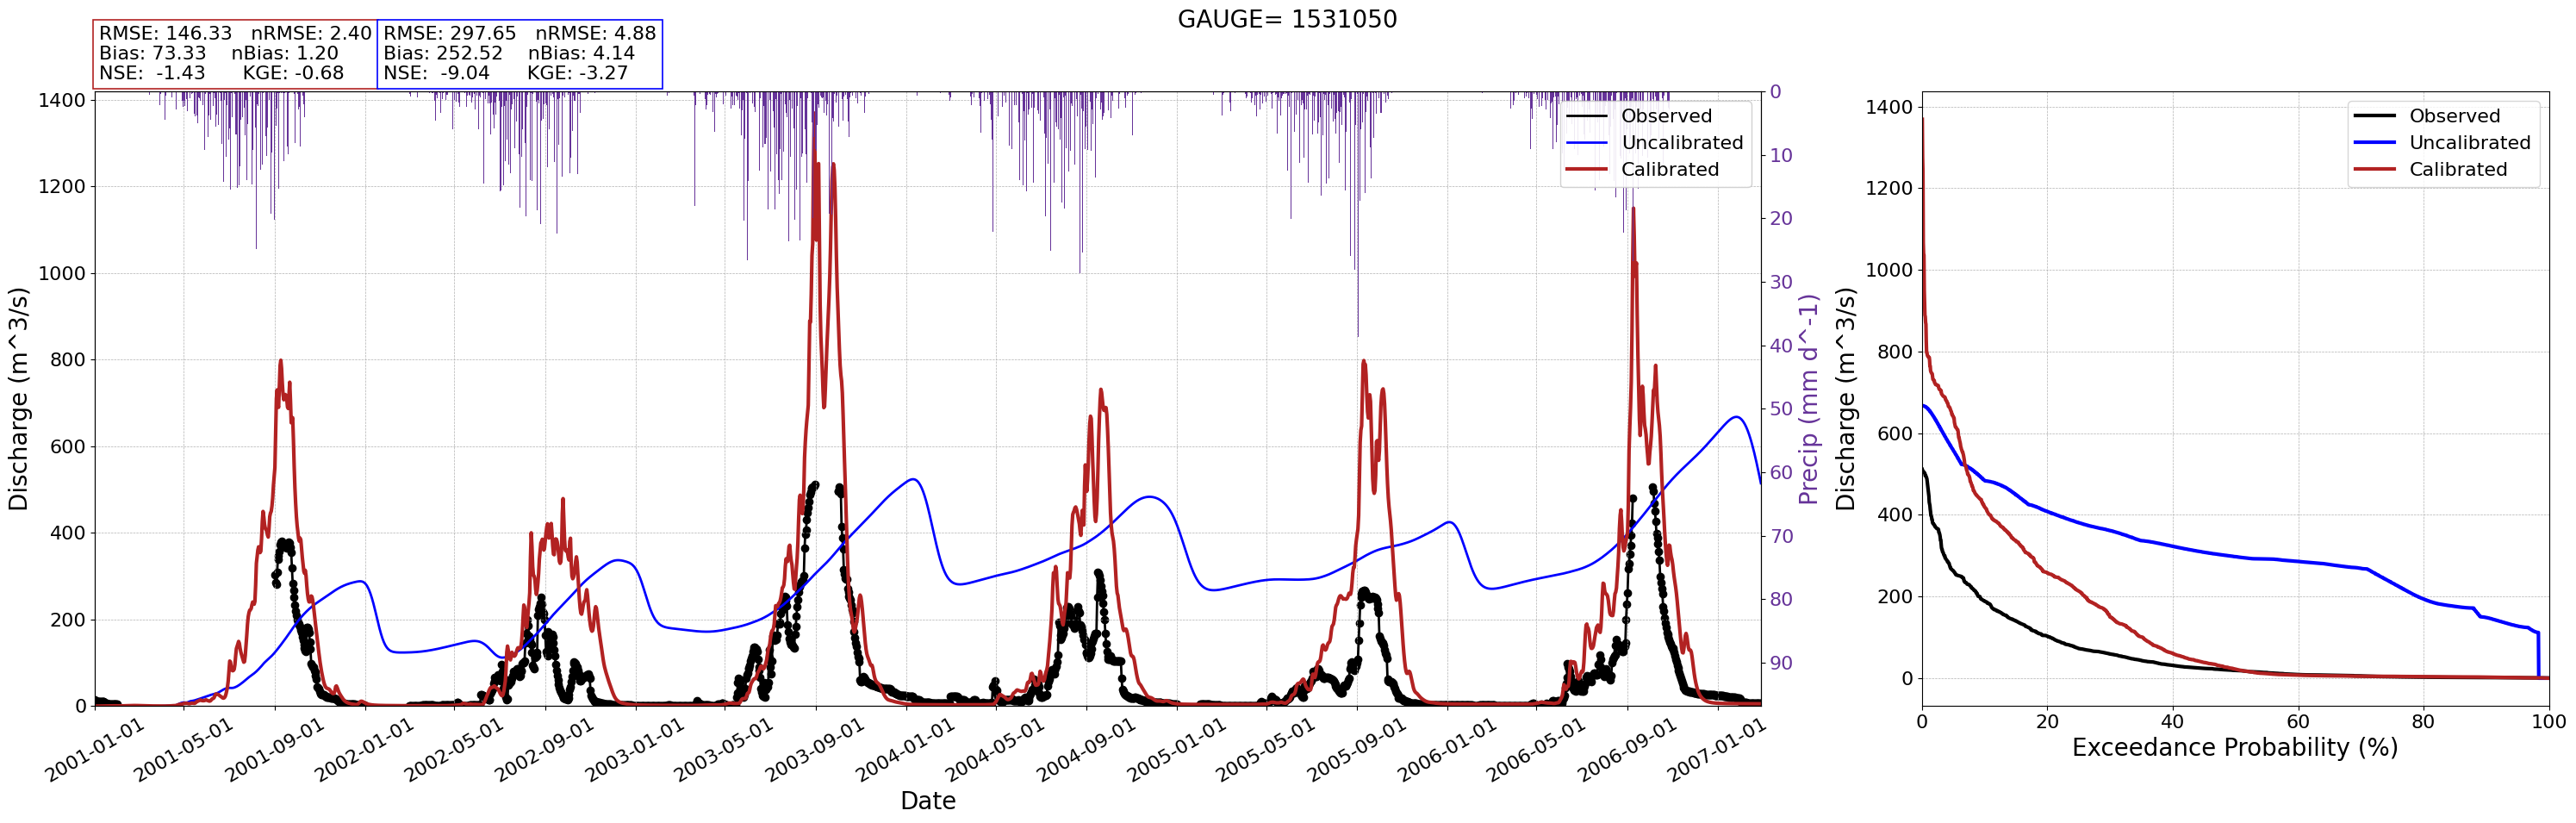 GAUGE= 1531050
RMSE: 146.33 nRMSE: 2.40
Bias: 73.33 nBias: 1.20
NSE: -1.43 KGE: -0.68
RMSE: 297.65 nRMSE: 4.88
Bias: 252.52 nBias: 4.14
NSE: -9.04 KGE: -3.27
Discharge (m^3/s)
1400
1200
1000
800
600
400
200
0
Observed
Uncalibrated
Calibrated
0
10
20
30
40
50
60
70
80
90
Precip (mm d^-1)
2001-01-01
2001-05-01
2001-09-01
2002-01-01
2002-05-01
2002-09-01
2003-01-01
2003-05-01
2003-09-01
2004-01-01
2004-05-01
2004-09-01
2005-01-01
2005-05-01
2005-09-01
2006-01-01
2006-05-01
2006-09-01
2007-01-01
Date
Discharge (m^3/s)
1400
1200
1000
800
600
400
200
0
Observed
Uncalibrated
Calibrated
0 20 40 60 80 100
Exceedance Probability (%)